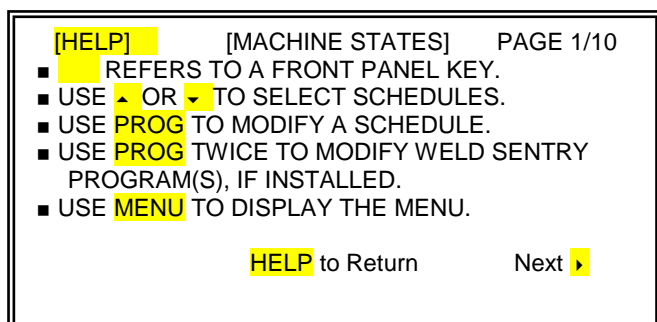 [HELP] [MACHINE STATES] PAGE 1/10
■ REFERS TO A FRONT PANEL KEY.
■ USE ▲ OR ▼ TO SELECT SCHEDULES.
■ USE PROG TO MODIFY A SCHEDULE.
■ USE PROG TWICE TO MODIFY WELD SENTRY
PROGRAM(S), IF INSTALLED.
■ USE MENU TO DISPLAY THE MENU.
HELP to Return Next ▶